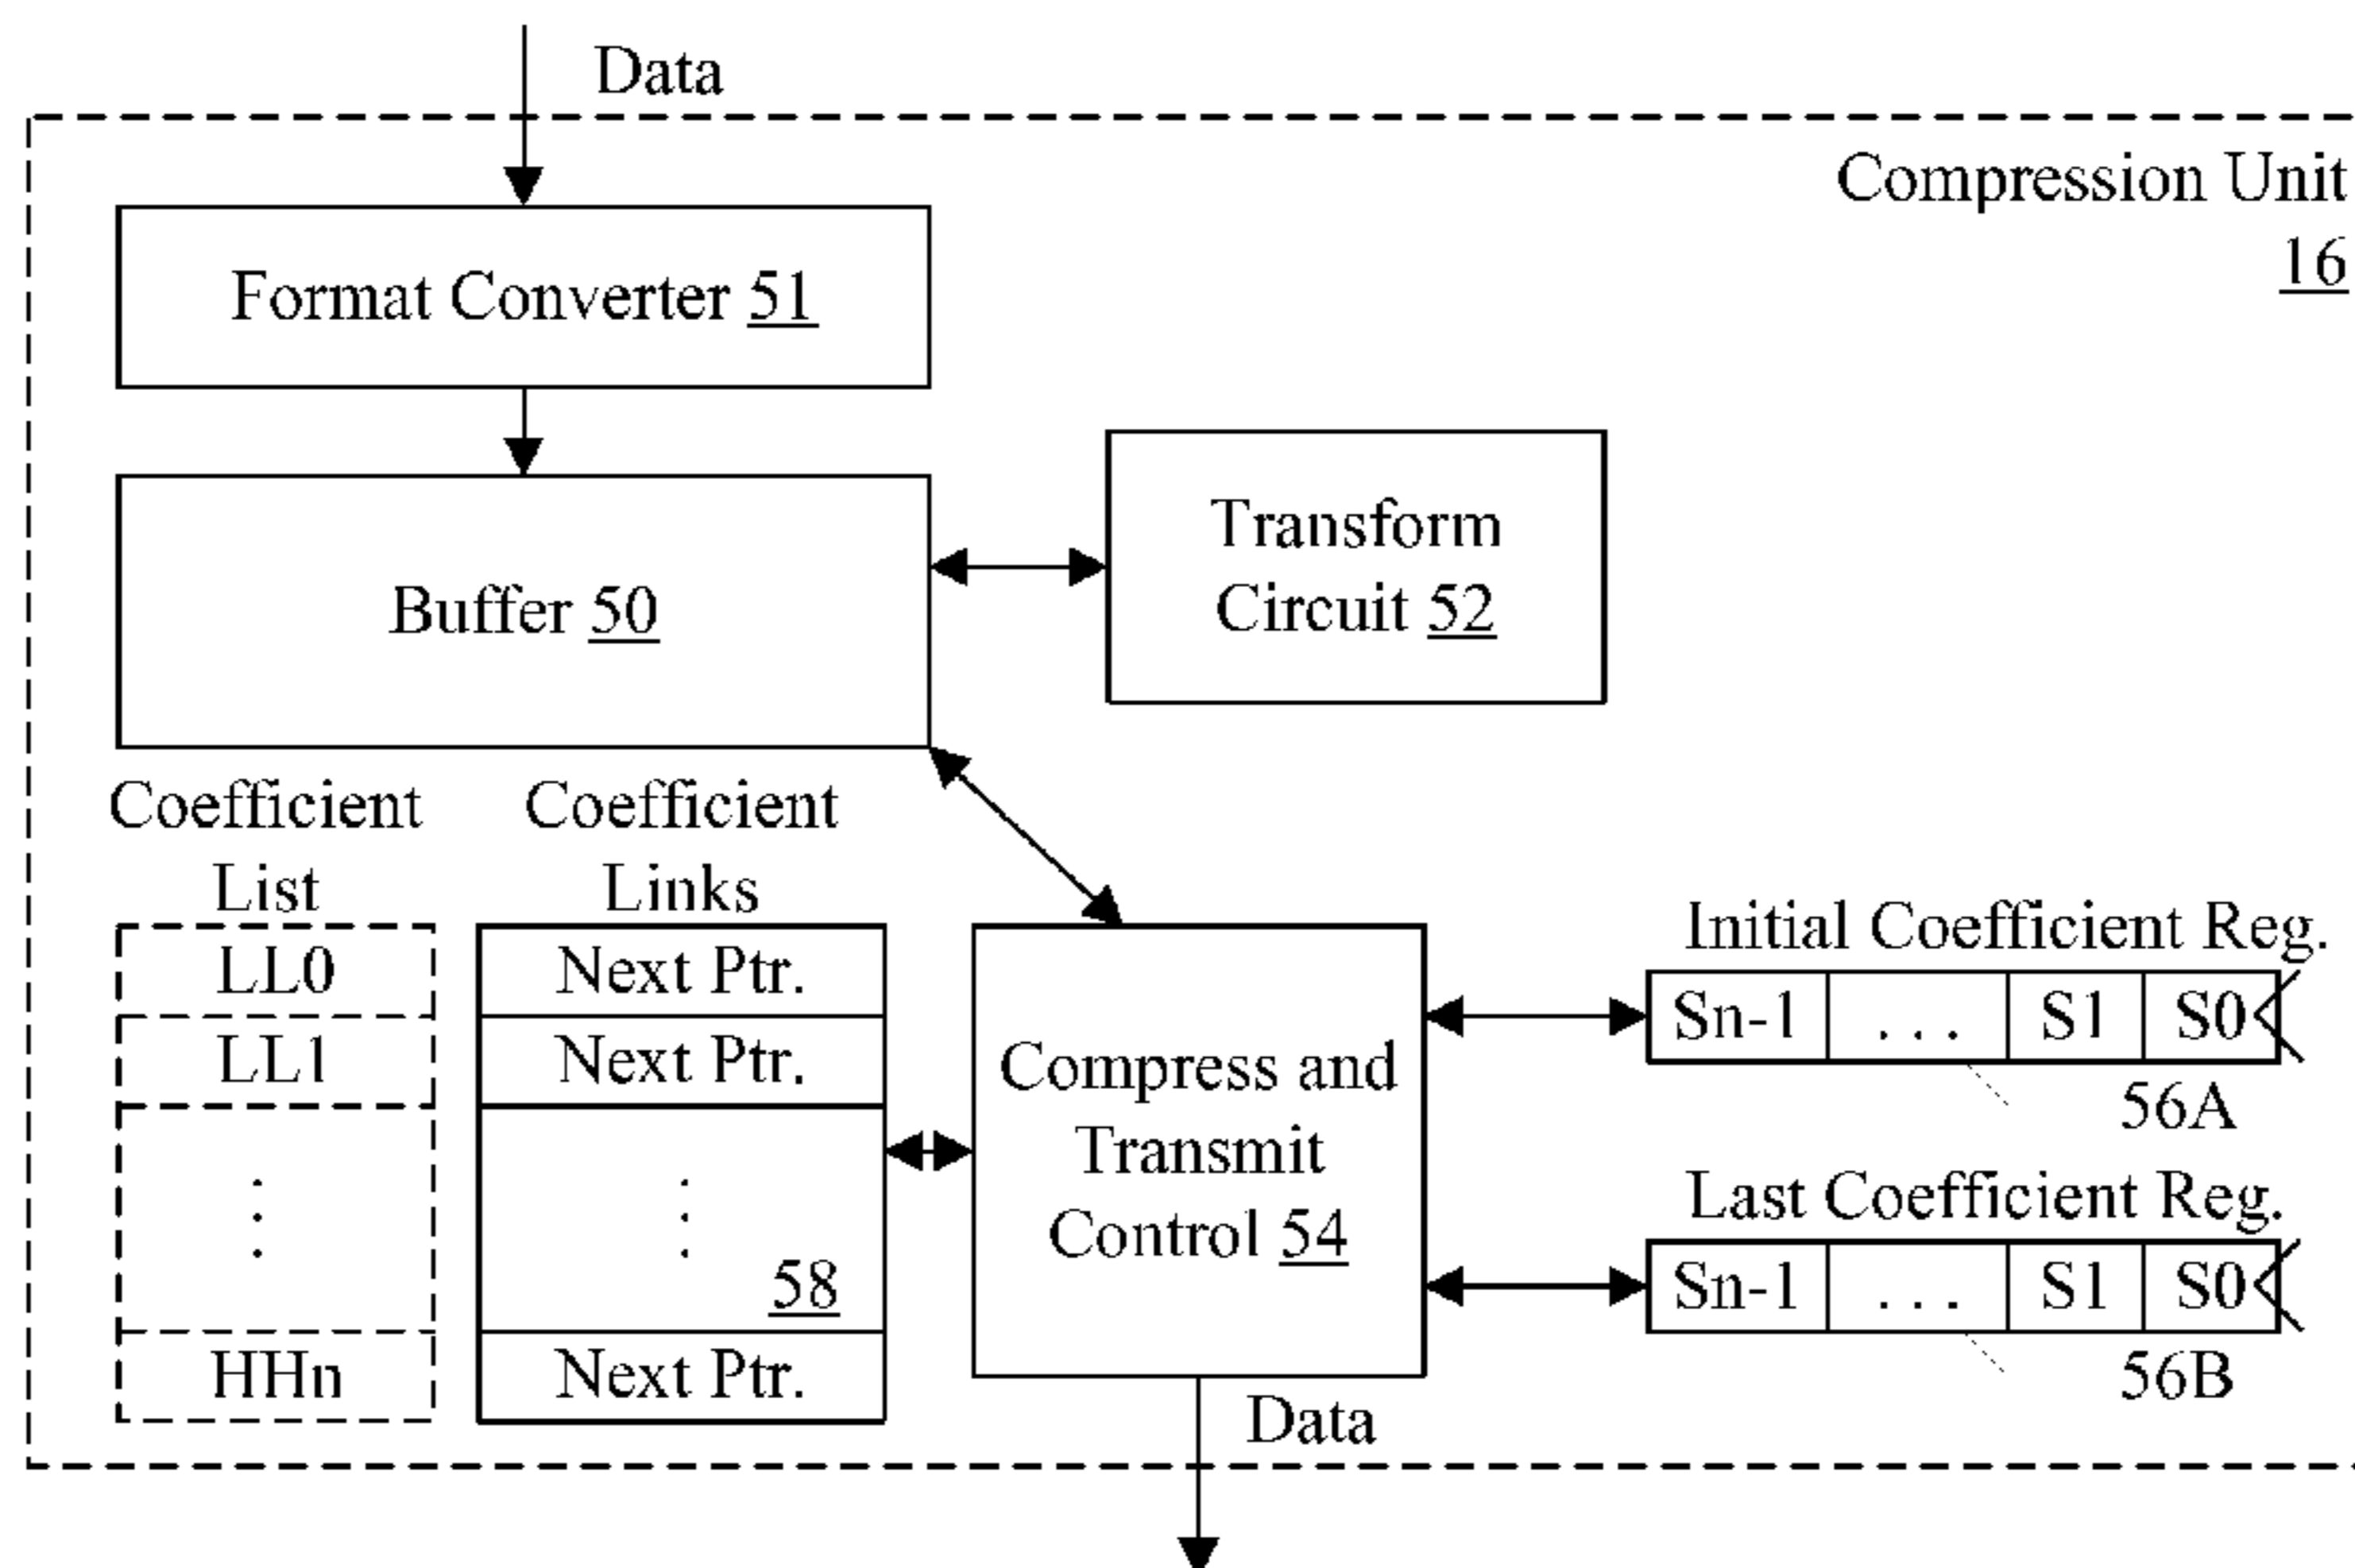 Data
Compression Unit
16
Format Converter 51
Transform
Circuit 52
Buffer 50
Coefficient
List
Coefficient
Links
LL0
LL1
HHn
Next Ptr.
Next Ptr.
58
Next Ptr.
Compress and
Transmit
Control 54
Initial Coefficient Reg.
Sn-1 . . . S1 S0
56A
Last Coefficient Reg.
Sn-1 . . . S1 S0
56B
Data